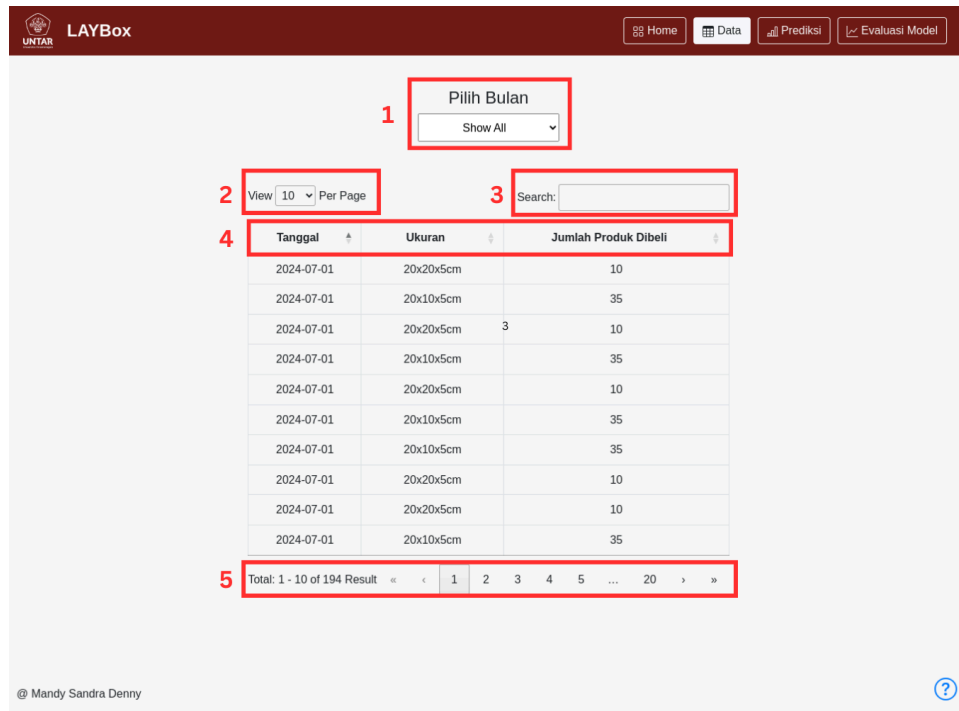 UNTAR
LAYBox
Home
Data
Prediksi
Evaluasi Model
1
Pilih Bulan
Show All
2
View 10 Per Page
3
Search:
4
Tanggal Ukuran Jumlah Produk Dibeli
2024-07-01 20x20x5cm 10
2024-07-01 20x10x5cm 35
2024-07-01 20x20x5cm 3 10
2024-07-01 20x10x5cm 35
2024-07-01 20x20x5cm 10
2024-07-01 20x10x5cm 35
2024-07-01 20x10x5cm 35
2024-07-01 20x20x5cm 10
2024-07-01 20x20x5cm 10
2024-07-01 20x10x5cm 35
5
Total: 1 - 10 of 194 Result « ‹ 1 2 3 4 5 … 20 › »
@ Mandy Sandra Denny
?